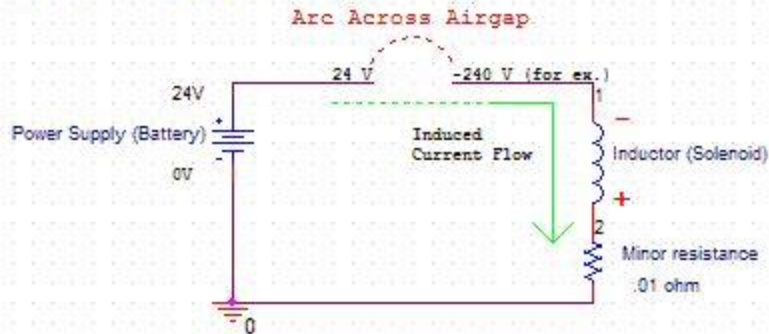 Arc Across Airgap
24 V
-240 V (for ex.)
24V
1
-
+
Power Supply (Battery)
-
0V
Induced
Current Flow
Inductor (Solenoid)
+
2
Minor resistance
.01 ohm
0